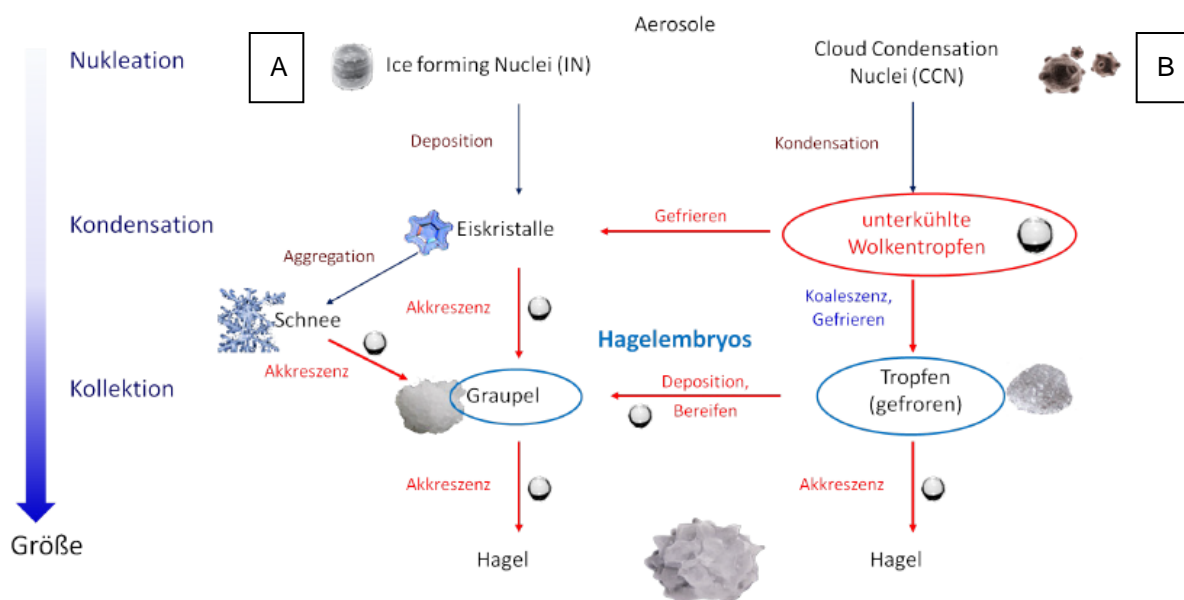 Aerosole
Nukleation
A
Ice forming Nuclei (IN)
Cloud Condensation
Nuclei (CCN)
B
Deposition
Kondensation
Kondensation
Eiskristalle
Gefrieren
unterkühlte
Wolkentropfen
Aggregation
Schnee
Akkreszenz
Koaleszenz,
Gefrieren
Hagelembryos
Akkreszenz
Kollektion
Graupel
Deposition,
Bereifen
Tropfen
(gefroren)
Akkreszenz
Akkreszenz
Größe
Hagel
Hagel